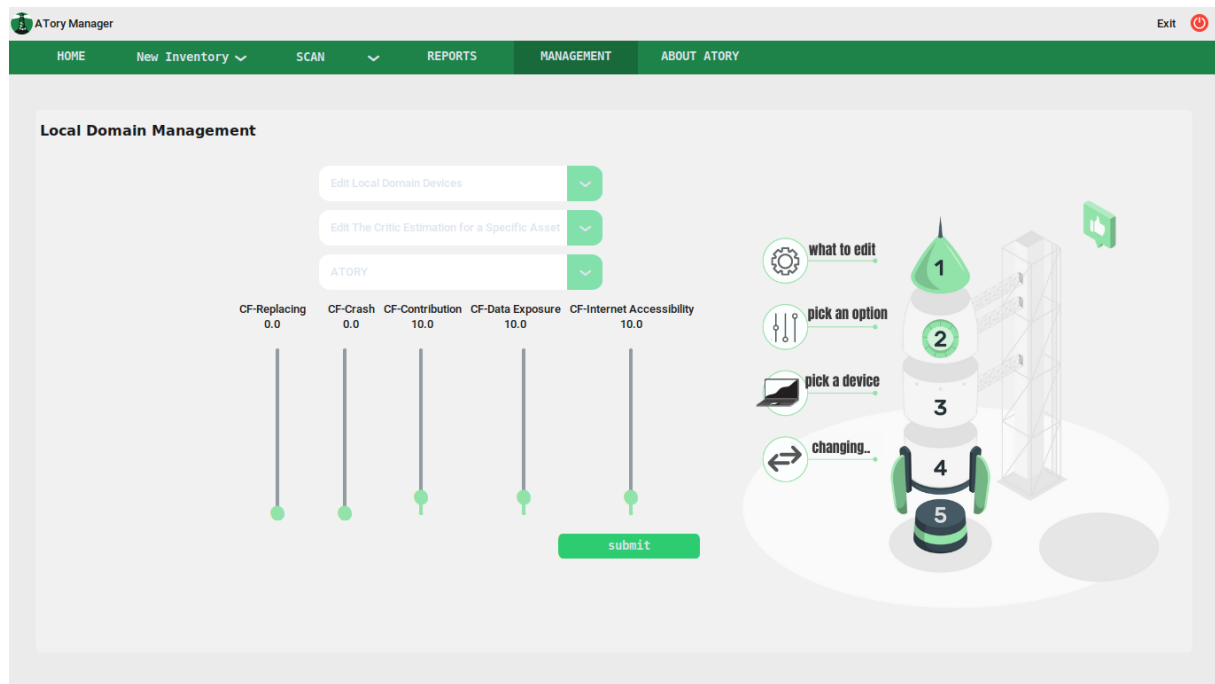 ATory Manager
Exit
HOME
New Inventory
SCAN
REPORTS
MANAGEMENT
ABOUT ATORY
Local Domain Management
Edit Local Domain Devices
Edit The Critic Estimation for a Specific Asset
ATORY
CF-Replacing CF-Crash CF-Contribution CF-Data Exposure CF-Internet Accessibility
0.0 0.0 10.0 10.0 10.0
submit
what to edit
pick an option
pick a device
changing..
1
2
3
4
5